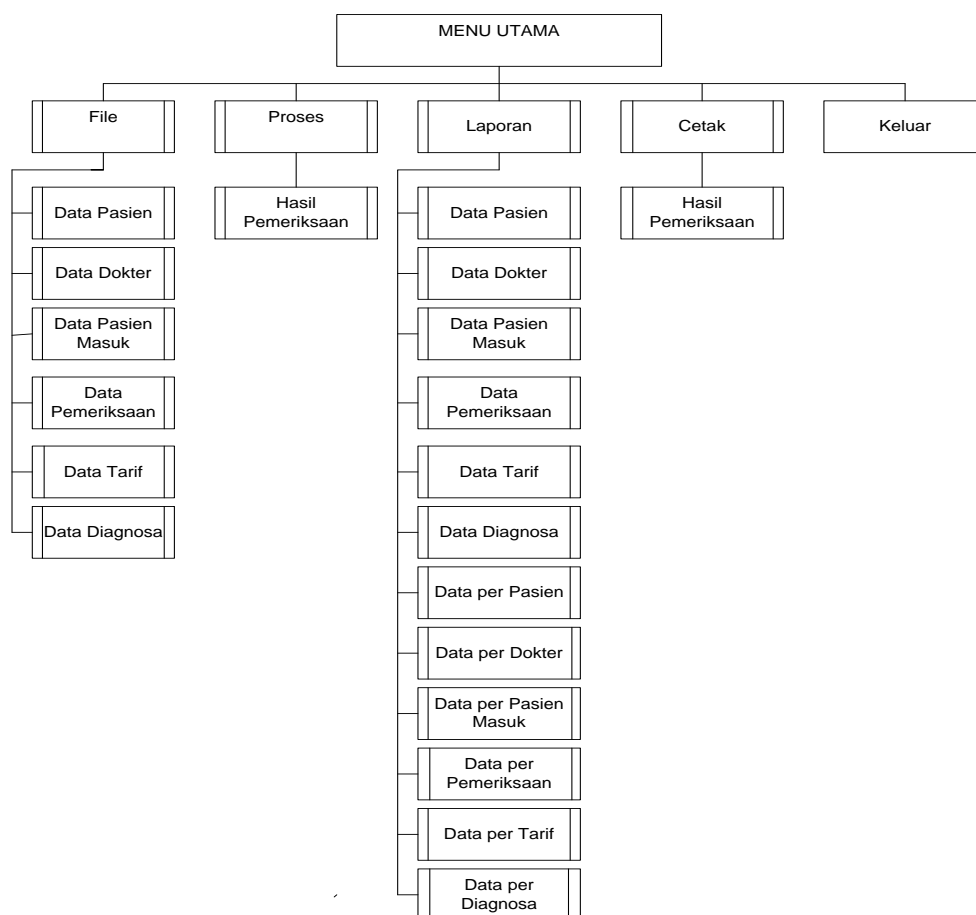 MENU UTAMA
File
Proses
Laporan
Cetak
Keluar
Data Pasien
Data Dokter
Data Pasien
Masuk
Data
Pemeriksaan
Data Tarif
Data Diagnosa
Hasil
Pemeriksaan
Data Pasien
Data Dokter
Data Pasien
Masuk
Data
Pemeriksaan
Data Tarif
Data Diagnosa
Data per Pasien
Data per Dokter
Data per Pasien
Masuk
Data per
Pemeriksaan
Data per Tarif
Data per
Diagnosa
Hasil
Pemeriksaan